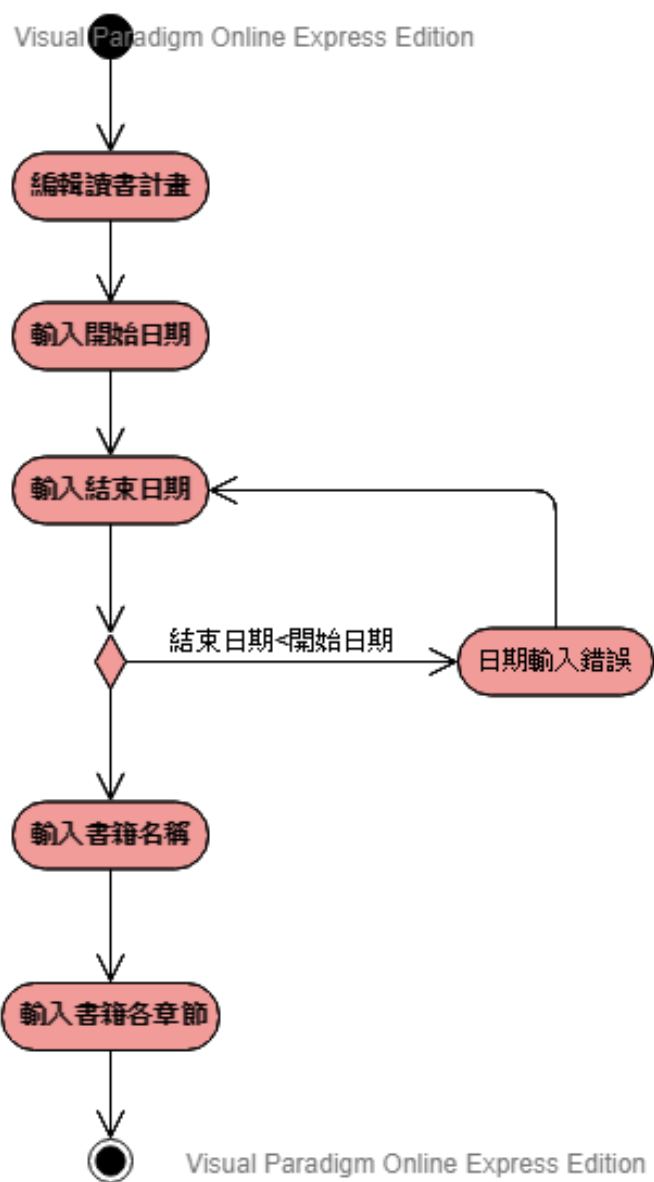 Visual Paradigm Online Express Edition
編輯讀書計畫
輸入開始日期
輸入結束日期
結束日期<開始日期
日期輸入錯誤
輸入書籍名稱
輸入書籍各章節
Visual Paradigm Online Express Edition